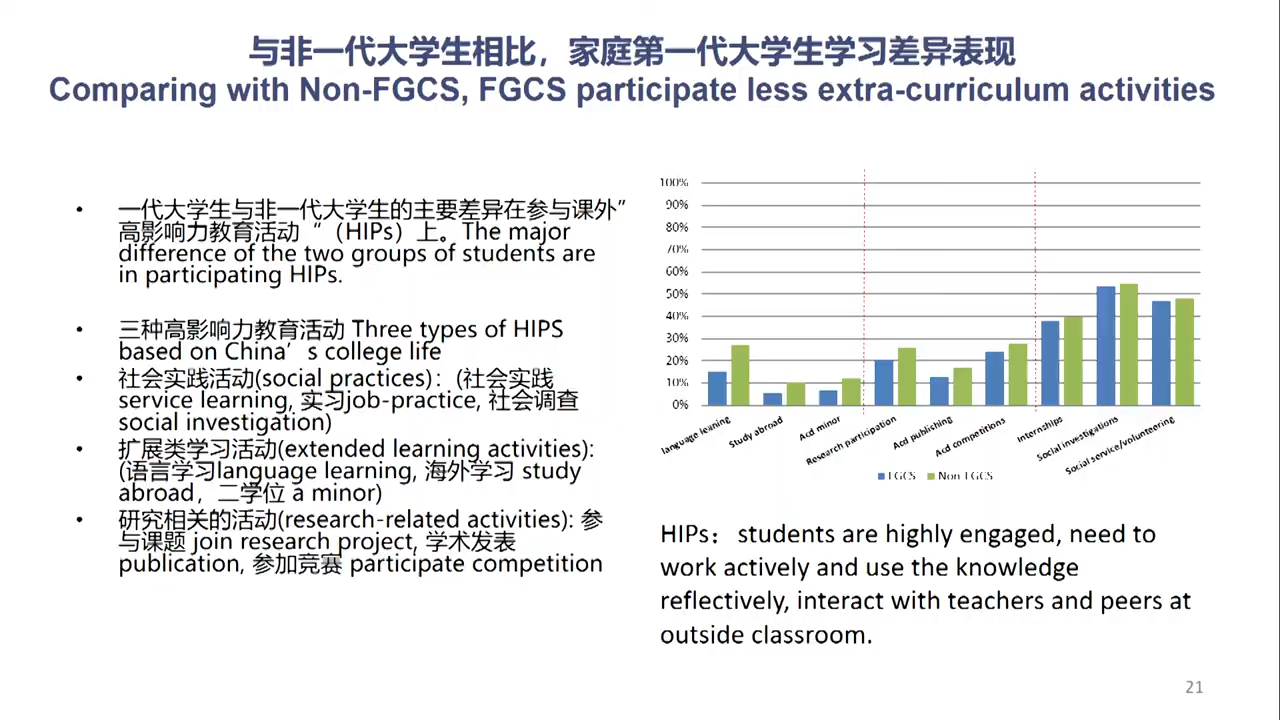 与非一代大学生相比，家庭第一代大学生学习差异表现
Comparing with Non-FGCS, FGCS participate less extra-curriculum activities
• 一代大学生与非一代大学生的主要差异在参与课外”
高影响力教育活动 “（HIPs）上。The major
difference of the two groups of students are
in participating HIPs.
• 三种高影响力教育活动 Three types of HIPS
based on China’s college life
• 社会实践活动(social practices)：(社会实践
service learning, 实习job-practice, 社会调查
social investigation)
• 扩展类学习活动(extended learning activities):
(语言学习language learning, 海外学习 study
abroad，二学位 a minor)
• 研究相关的活动(research-related activities): 参
与课题 join research project, 学术发表
publication, 参加竞赛 participate competition
100%
90%
80%
70%
60%
50%
40%
30%
20%
10%
0%
language leaning
Study abroad
Acd minor
Research participation
Acd publishing
Acd competitions
Internships
Social investigations
Social service/volunteering
FGCS
Non-FGCS
HIPs： students are highly engaged, need to
work actively and use the knowledge
reflectively, interact with teachers and peers at
outside classroom.
21